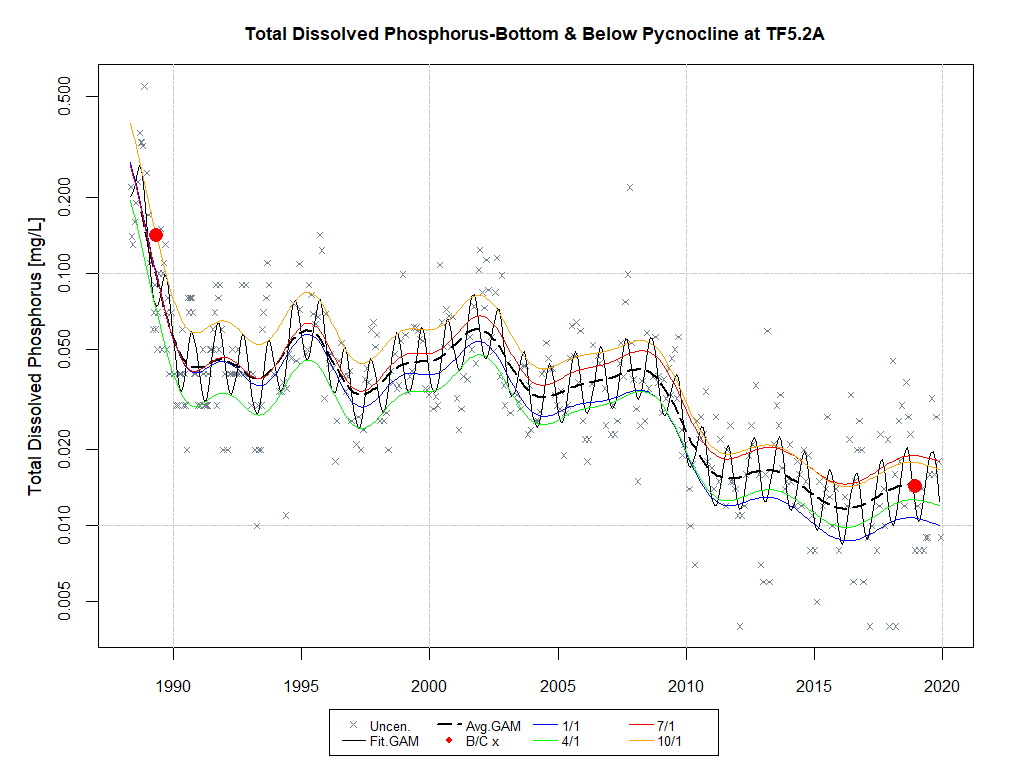 Total Dissolved Phosphorus-Bottom & Below Pycnocline at TF5.2A
Total Dissolved Phosphorus [mg/L]
0.500
0.200
0.100
0.050
0.020
0.010
0.005
1990 1995 2000 2005 2010 2015 2020
Uncen. Avg.GAM 1/1 7/1
Fit.GAM B/C x 4/1 10/1